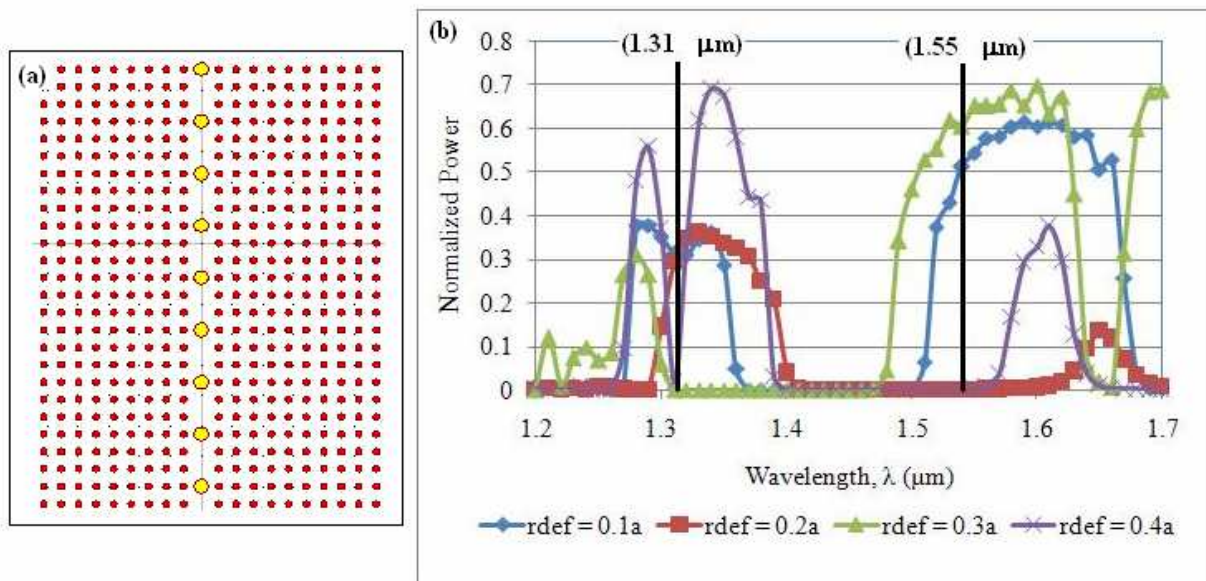 (a)
(b)
(1.31 μm)
(1.55 μm)
Normalized Power
0.8
0.7
0.6
0.5
0.4
0.3
0.2
0.1
0
1.2 1.3 1.4 1.5 1.6 1.7
Wavelength, λ (μm)
rdef = 0.1a rdef = 0.2a rdef = 0.3a rdef = 0.4a